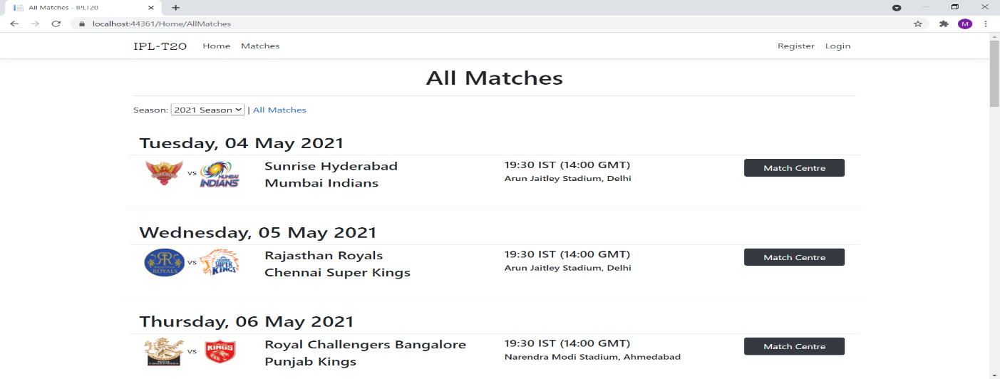 All Matches - IPLT20
localhost:44361/Home/AllMatches
M
IPL-T20 Home Matches Register Login
All Matches
Season: 2021 Season | All Matches
Tuesday, 04 May 2021
vs
MUMBAI
INDIANS
Sunrise Hyderabad
Mumbai Indians
19:30 IST (14:00 GMT)
Arun Jaitley Stadium, Delhi
Match Centre
Wednesday, 05 May 2021
RR
ROYALS
vs
CHENNAI
SUPER
KINGS
Rajasthan Royals
Chennai Super Kings
19:30 IST (14:00 GMT)
Arun Jaitley Stadium, Delhi
Match Centre
Thursday, 06 May 2021
vs
KINGS
Royal Challengers Bangalore
Punjab Kings
19:30 IST (14:00 GMT)
Narendra Modi Stadium, Ahmedabad
Match Centre